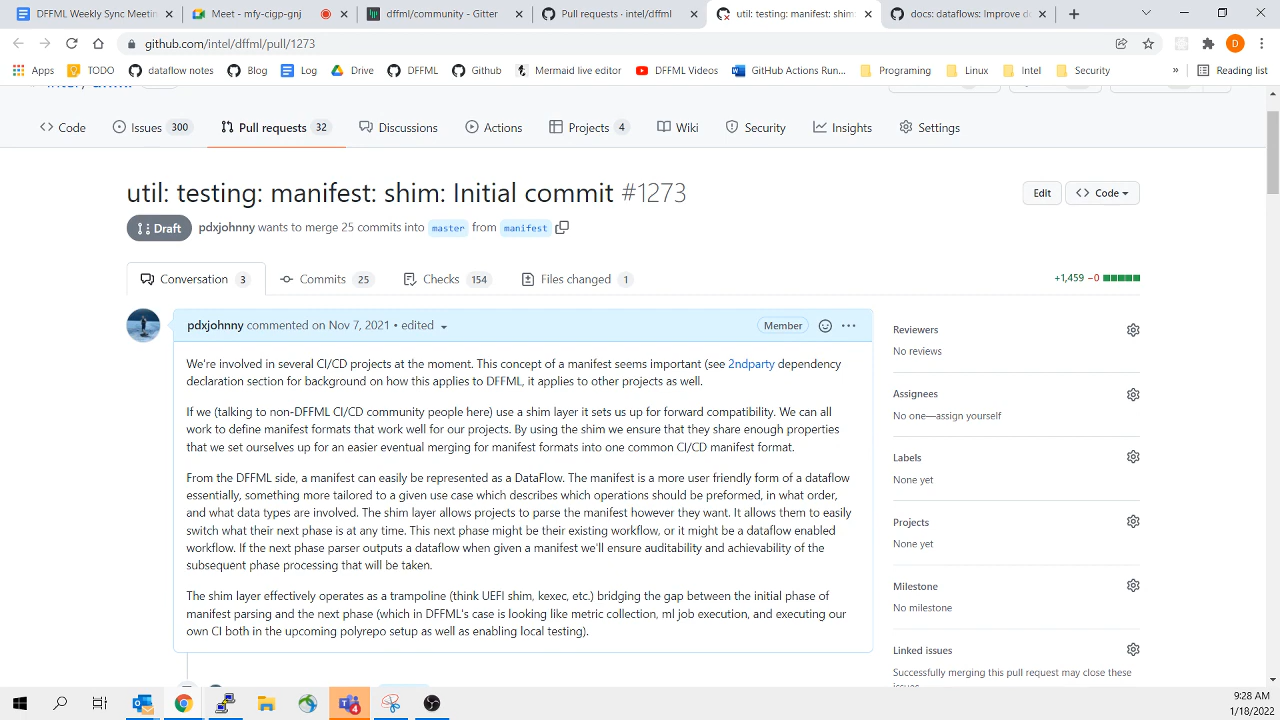 DFFML Weekly Sync Meetin
Meet - mfy-cigp-gnj
dffml/community - Gitter
Pull requests · intel/dffml
util: testing: manifest: shim:
docs: dataflows: Improve do
github.com/intel/dffml/pull/1273
D
Apps
TODO
dataflow notes
Blog
Log
Drive
DFFML
Github
Mermaid live editor
DFFML Videos
GitHub Actions Run...
Programing
Linux
Intel
Security
»
Reading list
Code
Issues 300
Pull requests 32
Discussions
Actions
Projects 4
Wiki
Security
Insights
Settings
util: testing: manifest: shim: Initial commit #1273
Edit
<> Code
Draft
pdxjohnny wants to merge 25 commits into master from manifest
Conversation 3
Commits 25
Checks 154
Files changed 1
+1,459 −0
pdxjohnny commented on Nov 7, 2021 • edited
Member
We're involved in several CI/CD projects at the moment. This concept of a manifest seems important (see 2ndparty dependency
declaration section for background on how this applies to DFFML, it applies to other projects as well.
If we (talking to non-DFFML CI/CD community people here) use a shim layer it sets us up for forward compatibility. We can all
work to define manifest formats that work well for our projects. By using the shim we ensure that they share enough properties
that we set ourselves up for an easier eventual merging for manifest formats into one common CI/CD manifest format.
From the DFFML side, a manifest can easily be represented as a DataFlow. The manifest is a more user friendly form of a dataflow
essentially, something more tailored to a given use case which describes which operations should be preformed, in what order,
and what data types are involved. The shim layer allows projects to parse the manifest however they want. It allows them to easily
switch what their next phase is at any time. This next phase might be their existing workflow, or it might be a dataflow enabled
workflow. If the next phase parser outputs a dataflow when given a manifest we'll ensure auditability and achievability of the
subsequent phase processing that will be taken.
The shim layer effectively operates as a trampoline (think UEFI shim, kexec, etc.) bridging the gap between the initial phase of
manifest parsing and the next phase (which in DFFML's case is looking like metric collection, ml job execution, and executing our
own CI both in the upcoming polyrepo setup as well as enabling local testing).
Reviewers
No reviews
Assignees
No one—assign yourself
Labels
None yet
Projects
None yet
Milestone
No milestone
Linked issues
Successfully merging this pull request may close these
issues.
9:28 AM
1/18/2022